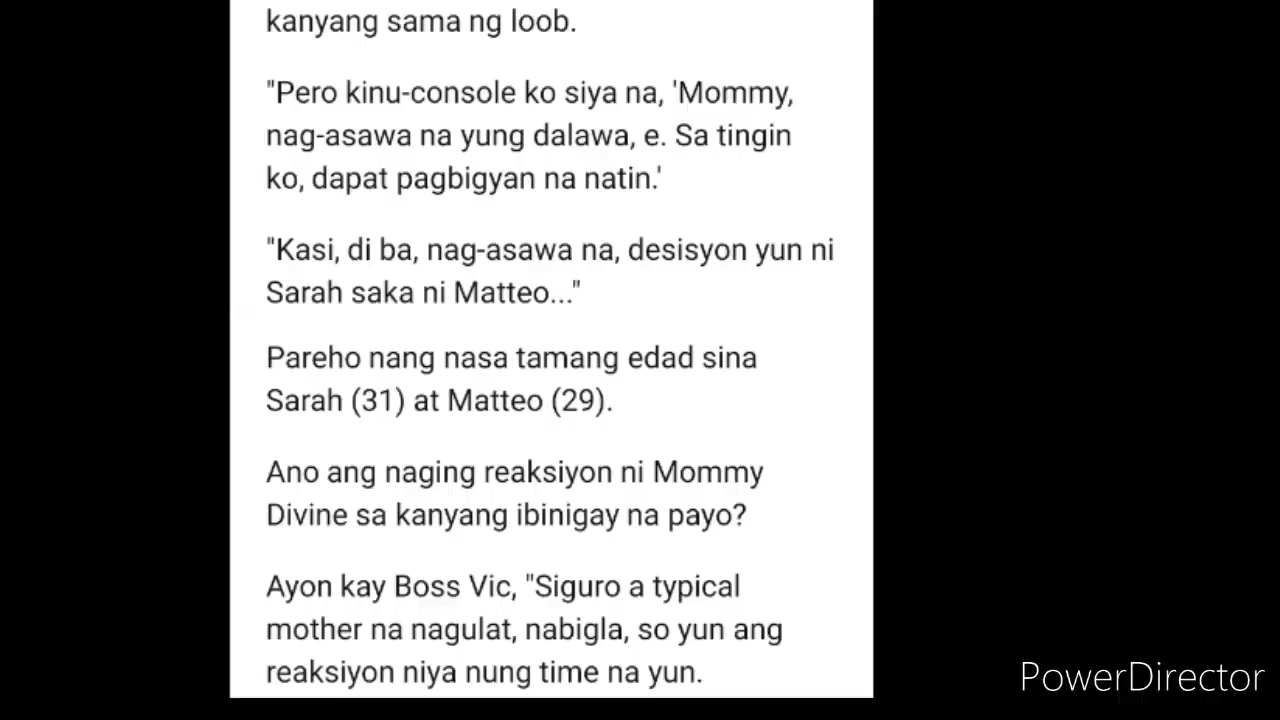 kanyang sama ng loob.
"Pero kinu-console ko siya na, 'Mommy,
nag-asawa na yung dalawa, e. Sa tingin
ko, dapat pagbigyan na natin.'
"Kasi, di ba, nag-asawa na, desisyon yun ni
Sarah saka ni Matteo..."
Pareho nang nasa tamang edad sina
Sarah (31) at Matteo (29).
Ano ang naging reaksiyon ni Mommy
Divine sa kanyang ibinigay na payo?
Ayon kay Boss Vic, "Siguro a typical
mother na nagulat, nabigla, so yun ang
reaksiyon niya nung time na yun.
PowerDirector